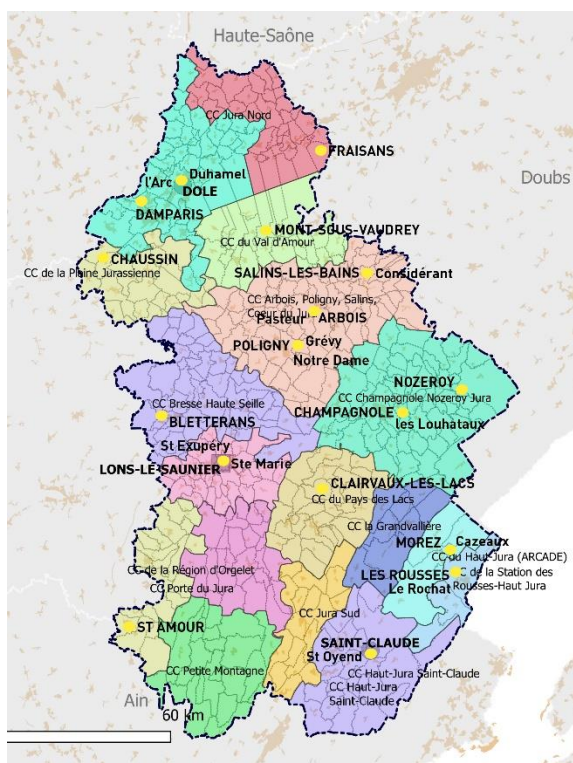 Haute-Saône
CC Jura Nord
FRAISANS
Doubs
Duhamel
l'Arc
DOLE
DAMPARIS
MONT-SOUS-VAUDREY
CC du Val d'Amour
CHAUSSIN
CC de la Plaine Jurassienne
SALINS-LES-BAINS
Considérant
CC Arbois, Poligny, Salins,
Coeur du Ju
Pasteur
ARBOIS
POLIGNY
Grévy
Notre Dame
NOZEROY
CC Champagnole Nozeroy Jura
CHAMPAGNOLE
les Louhataux
CC Bresse Haute Seille
BLETTERANS
St Exupéry
LONS-LE-SAUNIER
Ste Marie
CLAIRVAUX-LES-LACS
CC du Pays des Lacs
CC la Grandvallière
MOREZ
Cazeaux
CC du Haut-Jura (ARCADE)
LES ROUSSES
CC de la Station des
Rousses-Haut Jura
Le Rochat
CC de la Région d'Orgelet
CC Porte du Jura
CC Jura Sud
ST AMOUR
SAINT-CLAUDE
St Oyend
CC Petite Montagne
CC Haut-Jura Saint-Claude
CC Haut-Jura
Saint-Claude
Ain
60 km